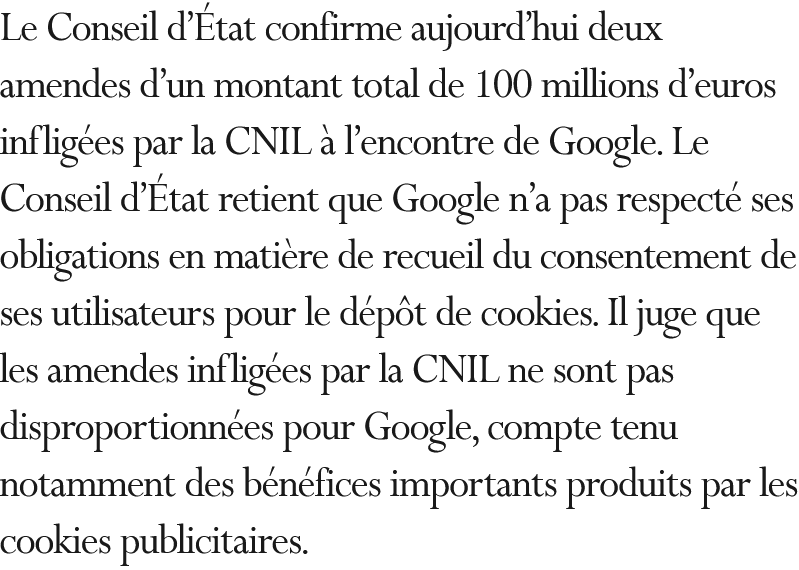 Le Conseil d’État confirme aujourd’hui deux
amendes d’un montant total de 100 millions d’euros
infligées par la CNIL à l’encontre de Google. Le
Conseil d’État retient que Google n’a pas respecté ses
obligations en matière de recueil du consentement de
ses utilisateurs pour le dépôt de cookies. Il juge que
les amendes infligées par la CNIL ne sont pas
disproportionnées pour Google, compte tenu
notamment des bénéfices importants produits par les
cookies publicitaires.